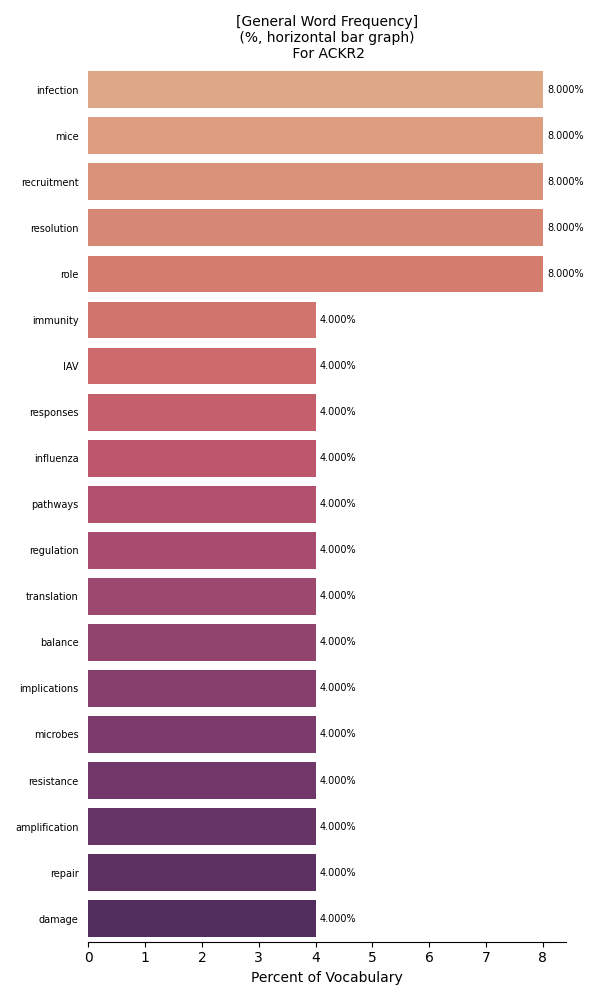 [General Word Frequency]
(%, horizontal bar graph)
For ACKR2
infection 8.000%
mice 8.000%
recruitment 8.000%
resolution 8.000%
role 8.000%
immunity 4.000%
IAV 4.000%
responses 4.000%
influenza 4.000%
pathways 4.000%
regulation 4.000%
translation 4.000%
balance 4.000%
implications 4.000%
microbes 4.000%
resistance 4.000%
amplification 4.000%
repair 4.000%
damage 4.000%
0 1 2 3 4 5 6 7 8
Percent of Vocabulary